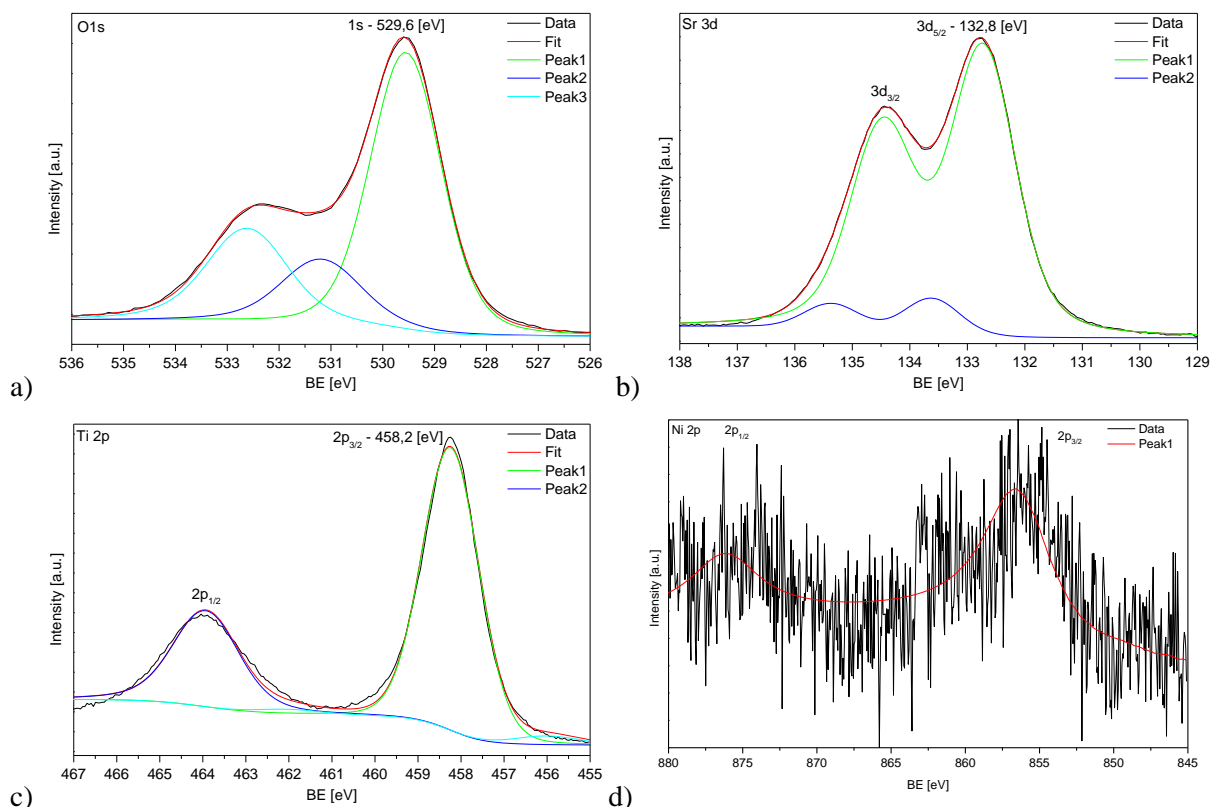 O1s
1s - 529,6 [eV]
Data
Fit
Peak1
Peak2
Peak3
Intensity [a.u.]
536 535 534 533 532 531 530 529 528 527 526
BE [eV]
a)
Sr 3d
3d5/2 - 132,8 [eV]
3d3/2
Data
Fit
Peak1
Peak2
Intensity [a.u.]
138 137 136 135 134 133 132 131 130 129
BE [eV]
b)
Ti 2p
2p3/2 - 458,2 [eV]
2p1/2
Data
Fit
Peak1
Peak2
Intensity [a.u.]
467 466 465 464 463 462 461 460 459 458 457 456 455
BE [eV]
c)
Ni 2p
2p1/2
2p3/2
Data
Peak1
Intensity [a.u.]
880 875 870 865 860 855 850 845
BE [eV]
d)